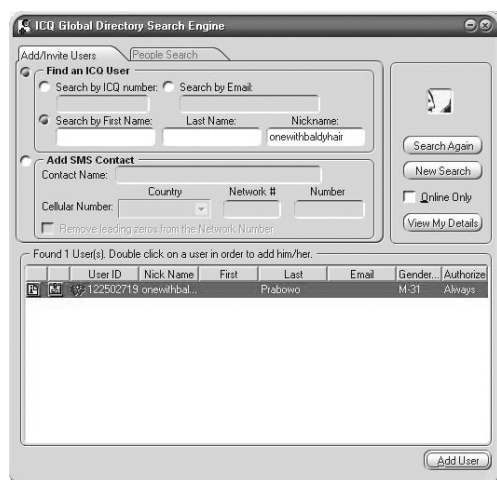 ICQ Global Directory Search Engine
Add/Invite Users People Search
Find an ICQ User
Search by ICQ number: Search by Email:
Search by First Name: Last Name: Nickname:
onewithbaldyhair
Search Again
Add SMS Contact
New Search
Contact Name:
Country Network # Number
Online Only
Cellular Number:
View My Details
Remove leading zeros from the Network Number
Found 1 User(s). Double click on a user in order to add him/her.
User ID Nick Name First Last Email Gender... Authorize
122502719 onewithbal... Prabowo M-31 Always
Add User